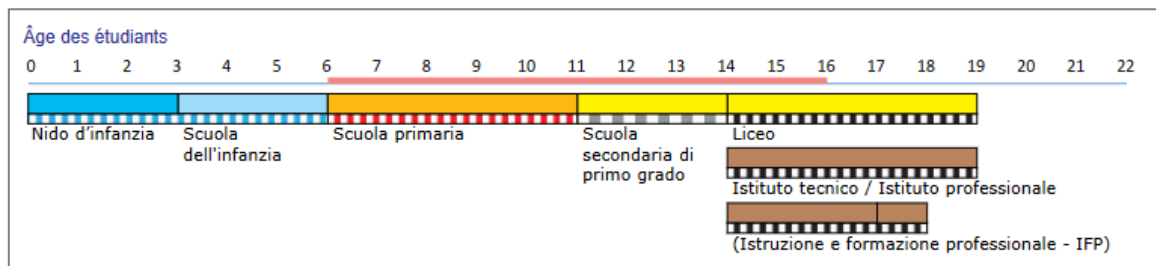 Âge des étudiants
0 1 2 3 4 5 6 7 8 9 10 11 12 13 14 15 16 17 18 19 20 21 22
Nido d'infanzia
Scuola
dell'infanzia
Scuola primaria
Scuola
secondaria di
primo grado
Liceo
Istituto tecnico / Istituto professionale
(Istruzione e formazione professionale - IFP)